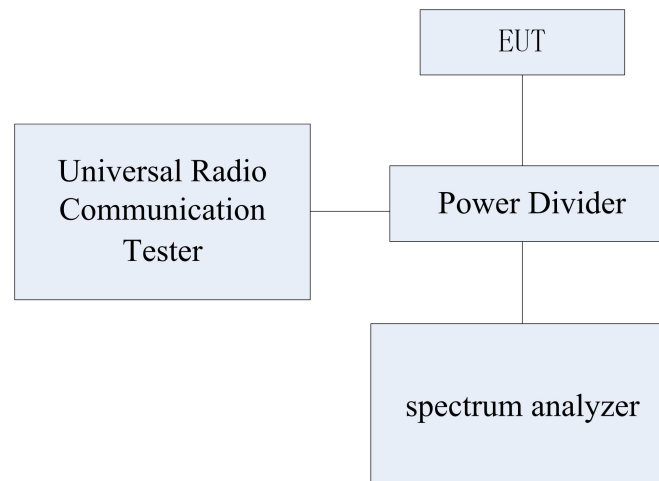 EUT
Universal Radio
Communication
Tester
Power Divider
spectrum analyzer